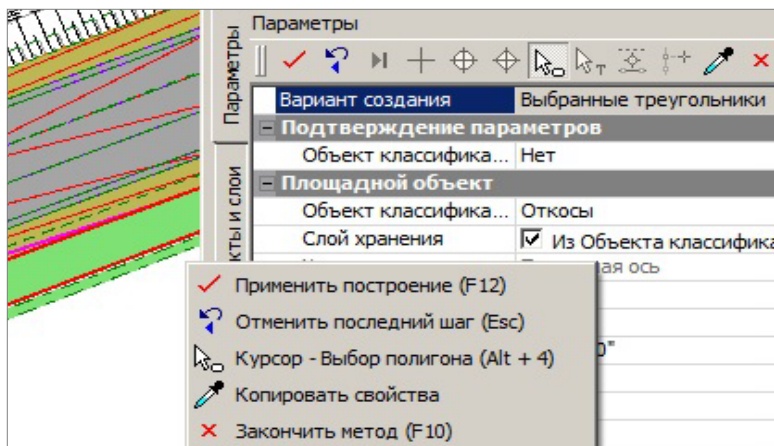 Параметры
Параметры
Вариант создания Выбранные треугольники
Подтверждение параметров
Объект классифика... Нет
Площадной объект
Объект классифика... Откосы
Слой хранения Из Объекта классифика
ая ось
0"
кты и слои
Применить построение (F12)
Отменить последний шаг (Esc)
Курсор - Выбор полигона (Alt + 4)
Копировать свойства
Закончить метод (F10)